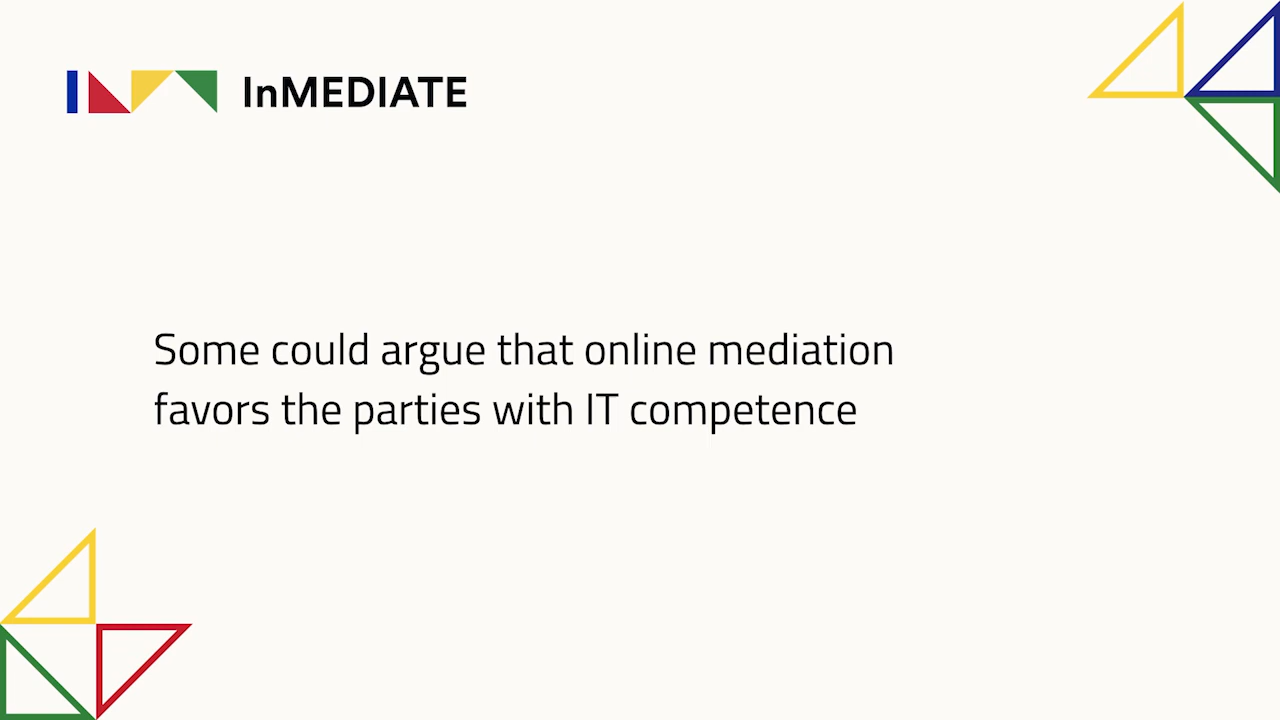 InMEDIATE
Some could argue that online mediation
favors the parties with IT competence